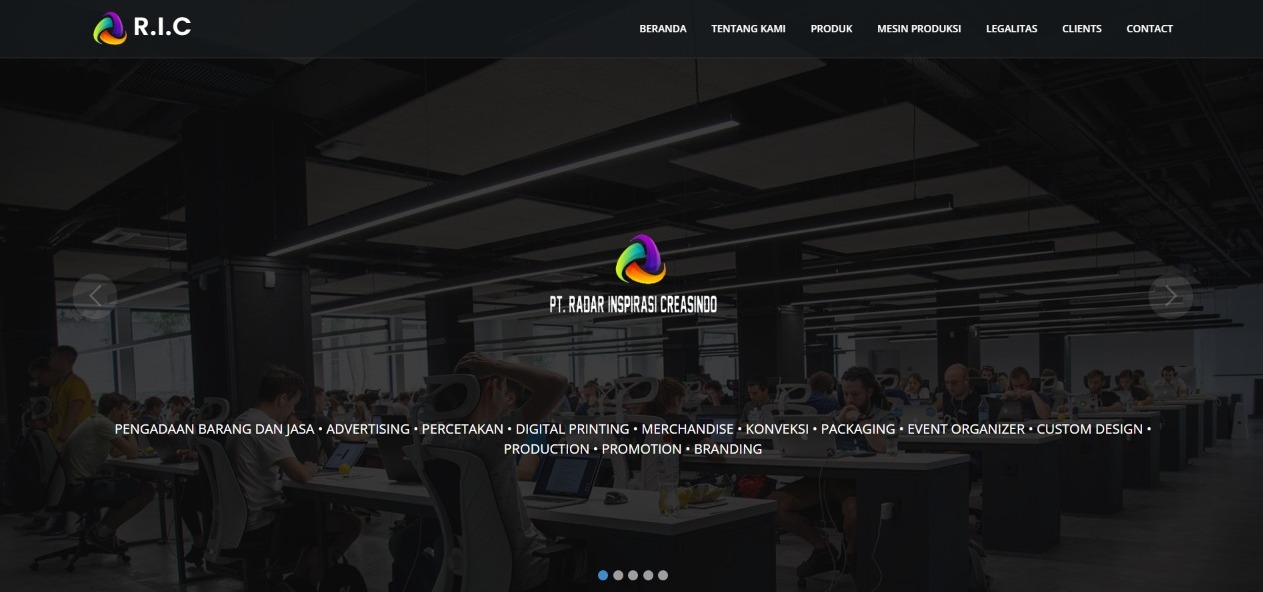 R.I.C
BERANDA TENTANG KAMI PRODUK MESIN PRODUKSI LEGALITAS CLIENTS CONTACT
PT. RADAR INSPIRASI CREASINDO
PENGADAAN BARANG DAN JASA • ADVERTISING • PERCETAKAN • DIGITAL PRINTING • MERCHANDISE • KONVEKSI • PACKAGING • EVENT ORGANIZER • CUSTOM DESIGN •
PRODUCTION • PROMOTION • BRANDING